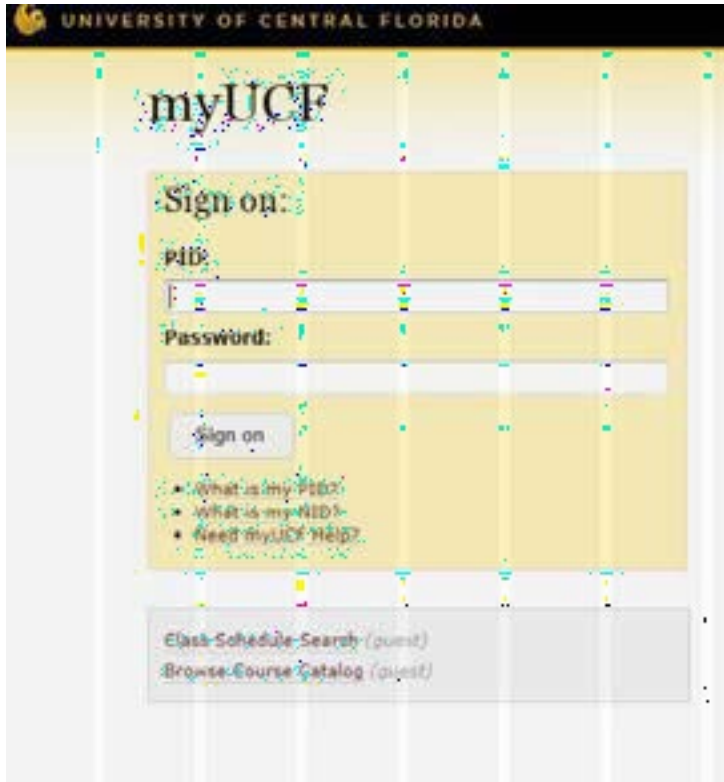 UNIVERSITY OF CENTRAL FLORIDA
myUCF
Sign on:
PID:
Password:
Sign on
What is my PID?
What is my NID?
Need myUCF Help?
Class Schedule Search (guest)
Browse Course Catalog (guest)